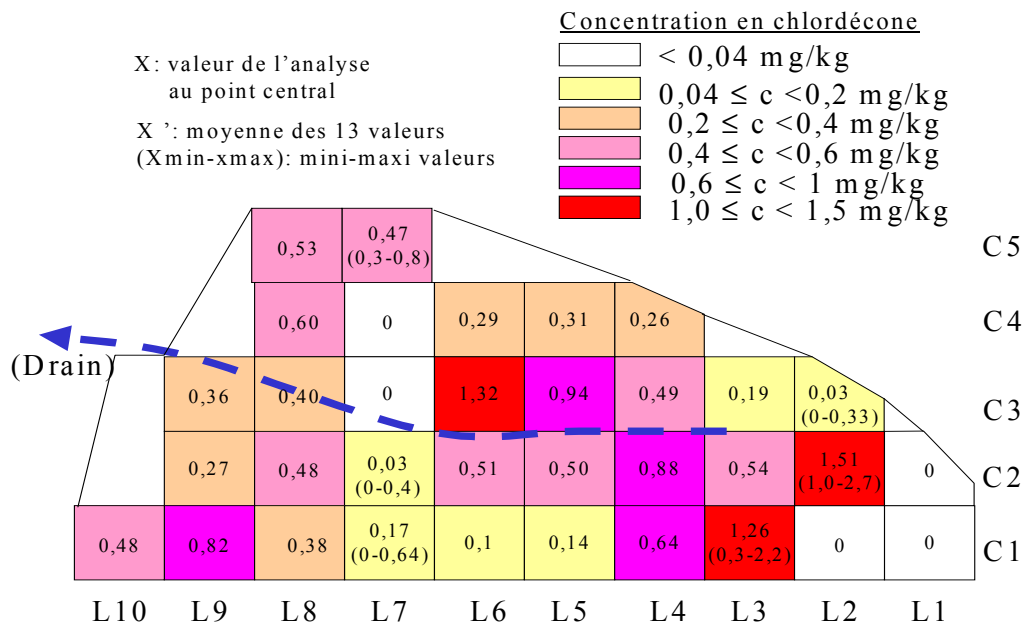 Concentration en chlordécone
< 0,04 mg/kg
0,04 ≤ c <0,2 mg/kg
0,2 ≤ c <0,4 mg/kg
0,4 ≤ c <0,6 mg/kg
0,6 ≤ c < 1 mg/kg
1,0 ≤ c < 1,5 mg/kg
X: valeur de l’analyse
au point central
X ’: moyenne des 13 valeurs
(Xmin-xmax): mini-maxi valeurs
0,53 0,47 C5
(0,3-0,8)
0,60 0 0,29 0,31 0,26 C4
(Drain)
0,36 0,40 0 1,32 0,94 0,49 0,19 0,03 C3
(0-0,33)
0,27 0,48 0,03 0,51 0,50 0,88 0,54 1,51 0 C2
(0-0,4) (1,0-2,7)
0,48 0,82 0,38 0,17 0,1 0,14 0,64 1,26 0 0 C1
(0-0,64) (0,3-2,2)
L10 L9 L8 L7 L6 L5 L4 L3 L2 L1